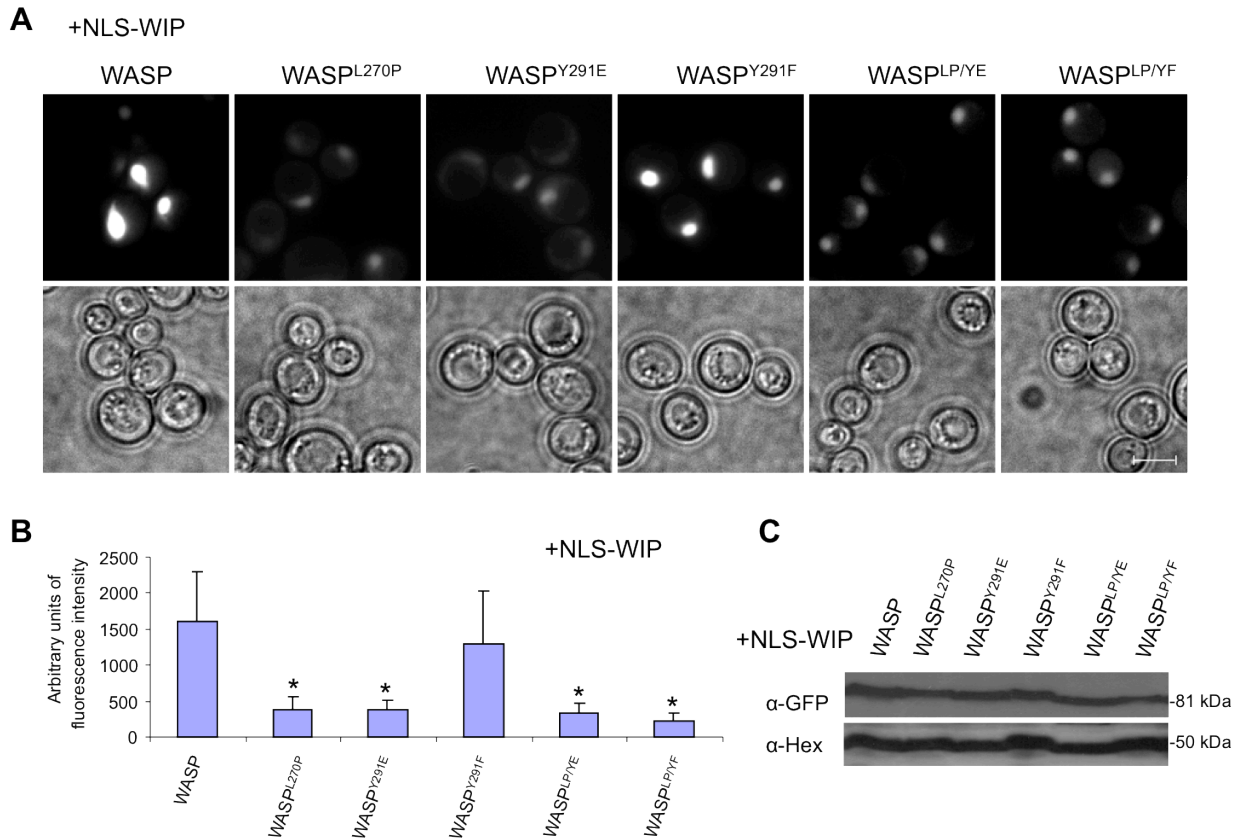 A
+NLS-WIP
WASP WASPL270P WASPY291E WASPY291F WASPLP/YE WASPLP/YF
B
+NLS-WIP
Arbitrary units of
fluorescence intensity
2500
2000
1500
1000
500
0
* * * *
WASP WASPL270P WASPY291E WASPY291F WASPLP/YE WASPLP/YF
C
+NLS-WIP
WASP WASPL270P WASPY291E WASPY291F WASPLP/YE WASPLP/YF
α-GFP -81 kDa
α-Hex -50 kDa